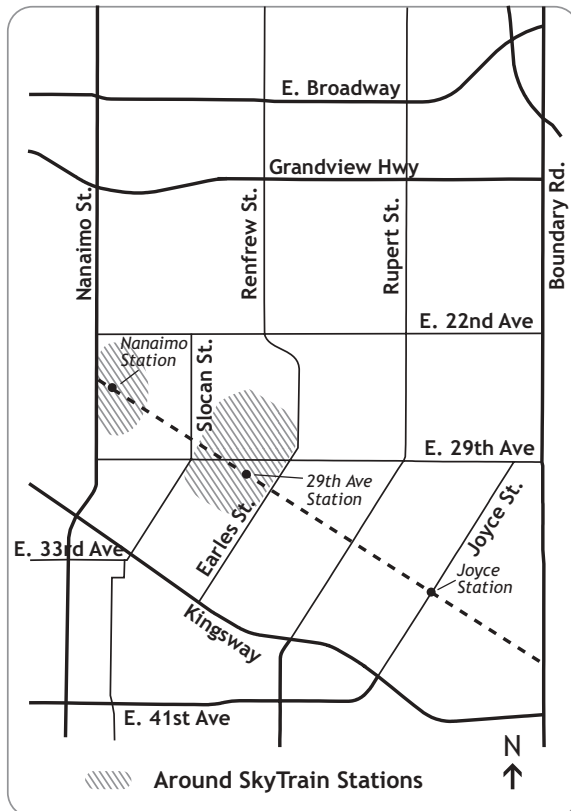 E. Broadway
Grandview Hwy
Nanaimo St.
Renfrew St.
Rupert St.
Boundary Rd.
E. 22nd Ave
Nanaimo
Station
Slocan St.
E. 29th Ave
29th Ave
Station
Earles St.
Joyce St.
E. 33rd Ave
Joyce
Station
Kingsway
E. 41st Ave
N
Around SkyTrain Stations